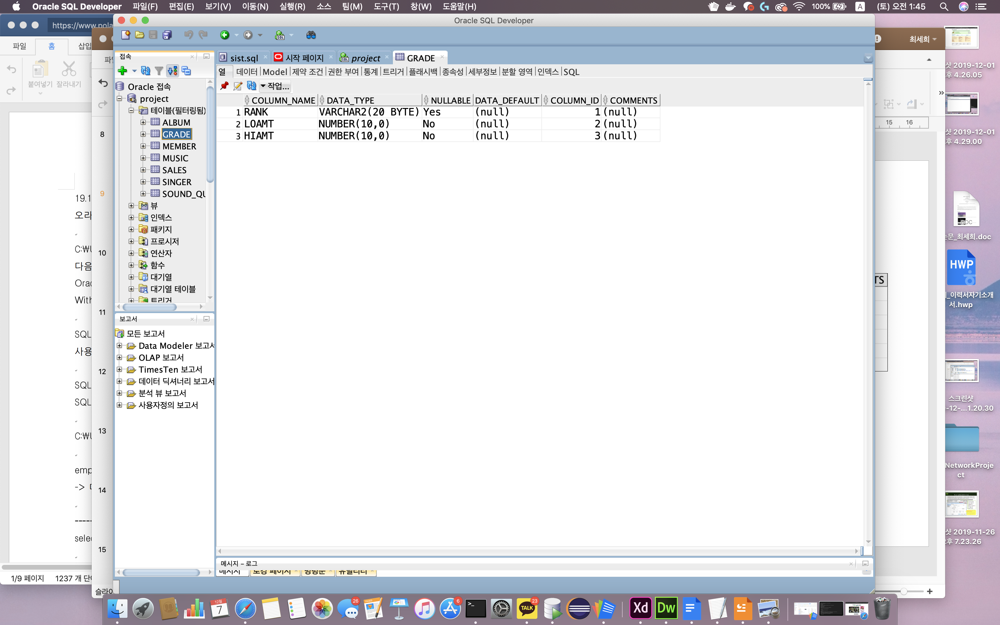 Oracle SQL Developer 파일(F) 편집(E) 보기(V) 이동(N) 실행(R) 소스 팀(M) 도구(T) 창(W) 도움말(H) 100% A (토) 오전 1:45
Oracle SQL Developer
https://www.pola
파일 홈 삽입
붙여넣기 잘라내기
최세희
접속
sist.sql 시작 페이지 project GRADE
열 데이터 Model 제약 조건 권한 부여 통계 트리거 플래시백 종속성 세부정보 분할 영역 인덱스 SQL
작업...
COLUMN_NAME DATA_TYPE NULLABLE DATA_DEFAULT COLUMN_ID COMMENTS
1 RANK VARCHAR2(20 BYTE) Yes (null) 1 (null)
2 LOAMT NUMBER(10,0) No (null) 2 (null)
3 HIAMT NUMBER(10,0) No (null) 3 (null)
Oracle 접속
project
테이블(필터링됨)
ALBUM
GRADE
MEMBER
MUSIC
SALES
SINGER
SOUND_QU
뷰
인덱스
패키지
프로시저
연산자
함수
대기열
대기열 테이블
트리거
보고서
모든 보고서
Data Modeler 보고서
OLAP 보고서
TimesTen 보고서
데이터 딕셔너리 보고서
분석 뷰 보고서
사용자정의 보고서
메시지 – 로그
메시지 로깅 페이지 명령문 유틸리티
19.1
오라
C:₩U
다음
Orac
With
SQL
사용
SQL
SQL
C:₩U
emp
->
-----
selec
1/9 페이지 1237 개 단
8
9
10
11
12
13
14
15
슬라이
15 16
TS
샷 2019-12-01
후 4.26.05
샷 2019-12-01
후 4.29.00
DOC
논문_최세희.doc
HWP
_이력서자기소개
서.hwp
스크린샷
-12-...1.20.30
NetworkProje
ct
샷 2019-11-26
후 7.23.26
12월
7
26
PAGES
6
TALK
23
Xd
Dw